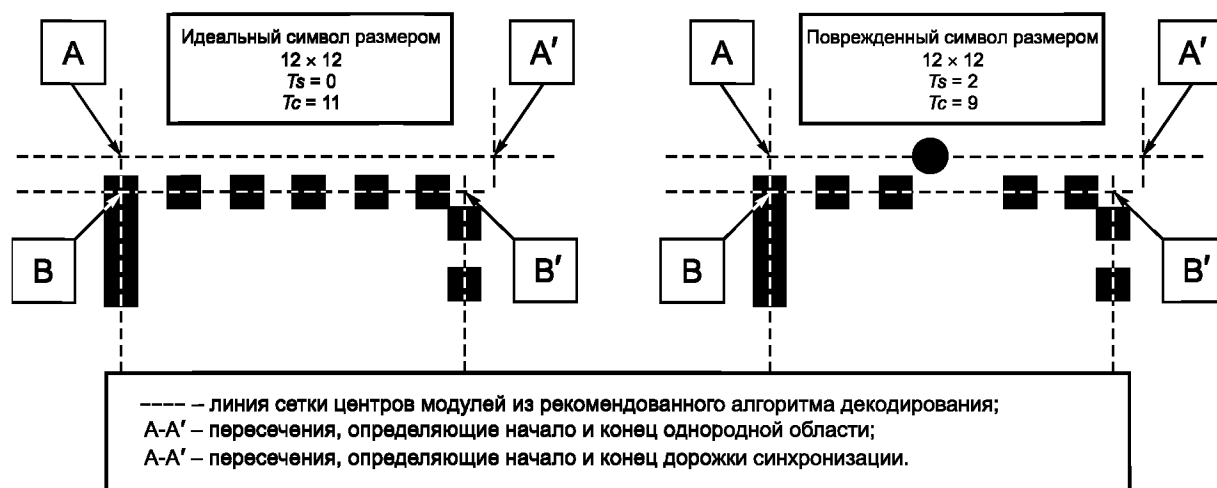 A
Идеальный символ размером
12 × 12
Ts = 0
Tc = 11
A′
B
B′
A
Поврежденный символ размером
12 × 12
Ts = 2
Tc = 9
A′
B
B′
---- – линия сетки центров модулей из рекомендованного алгоритма декодирования;
A-A′ – пересечения, определяющие начало и конец однородной области;
A-A′ – пересечения, определяющие начало и конец дорожки синхронизации.